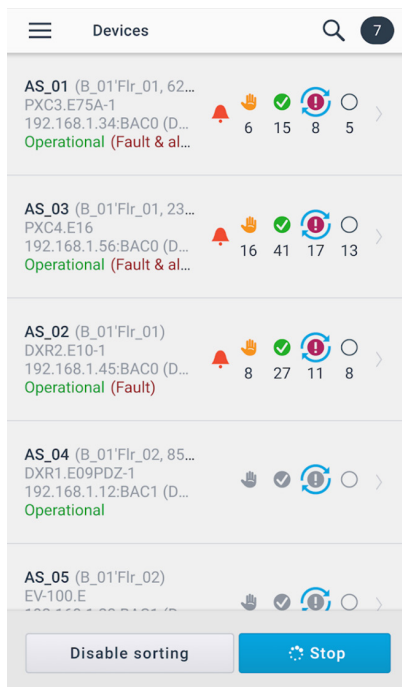 Devices
7
AS_01 (B_01'Flr_01, 62...
PXC3.E75A-1
192.168.1.34:BAC0 (D...
Operational (Fault & al...
6 15 8 5
AS_03 (B_01'Flr_01, 23...
PXC4.E16
192.168.1.56:BAC0 (D...
Operational (Fault & al...
16 41 17 13
AS_02 (B_01'Flr_01)
DXR2.E10-1
192.168.1.45:BAC0 (D...
Operational (Fault)
8 27 11 8
AS_04 (B_01'Flr_02, 85...
DXR1.E09PDZ-1
192.168.1.12:BAC1 (D...
Operational
AS_05 (B_01'Flr_02)
EV-100.E
Disable sorting
Stop